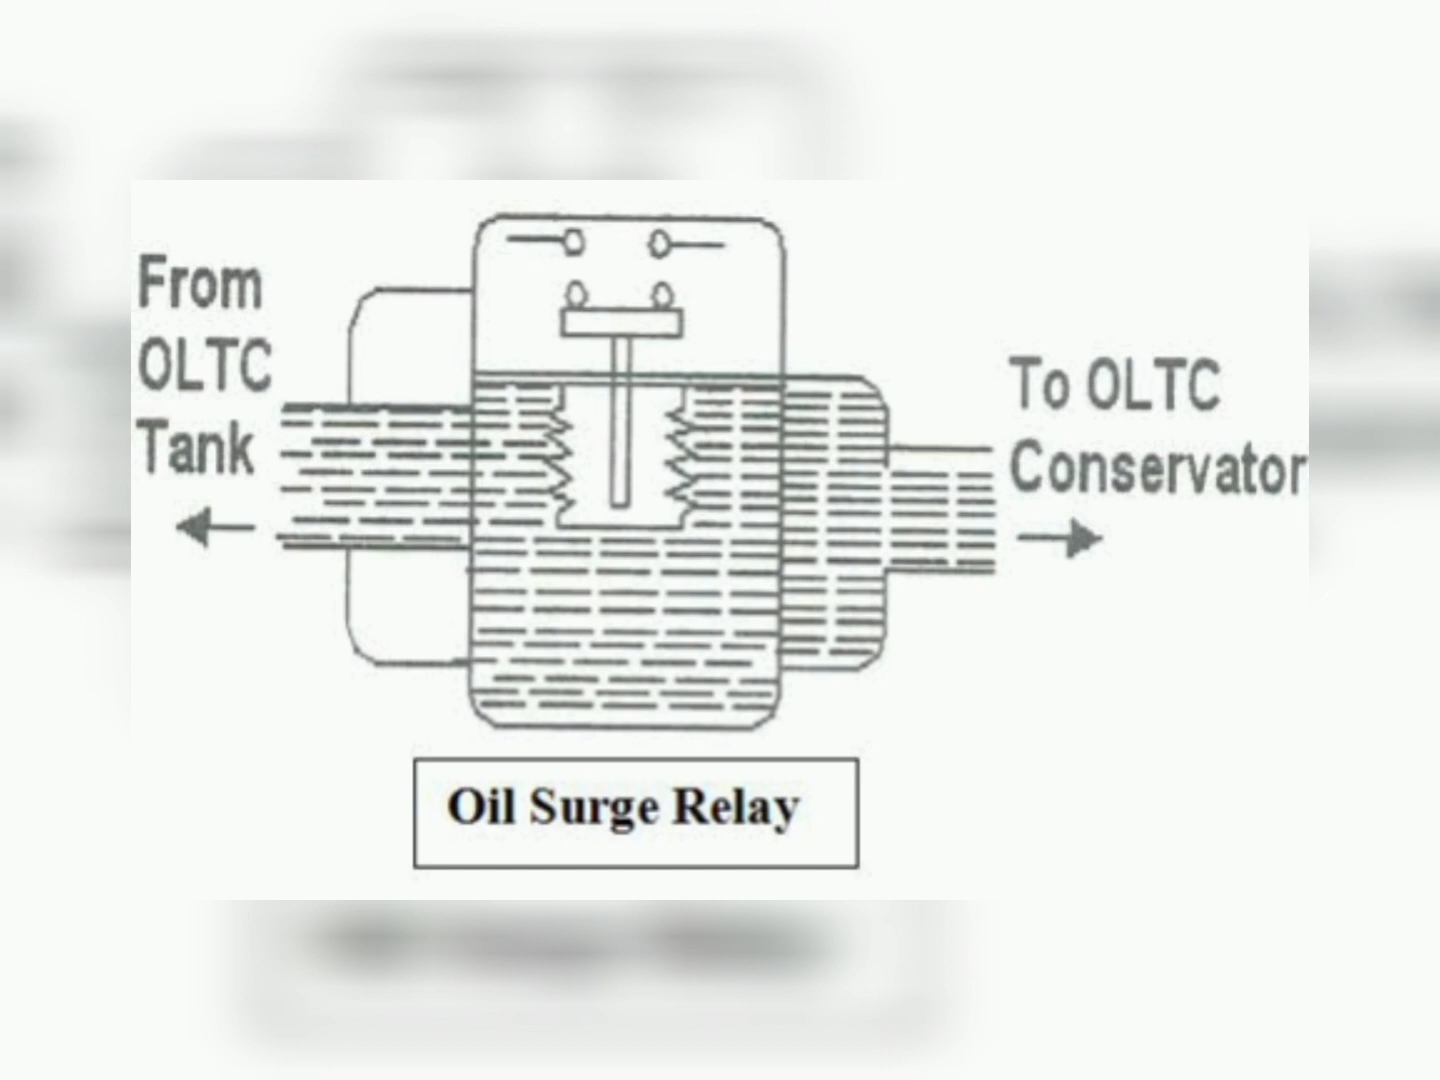 From
OLTC
Tank
To OLTC
Conservator
Oil Surge Relay